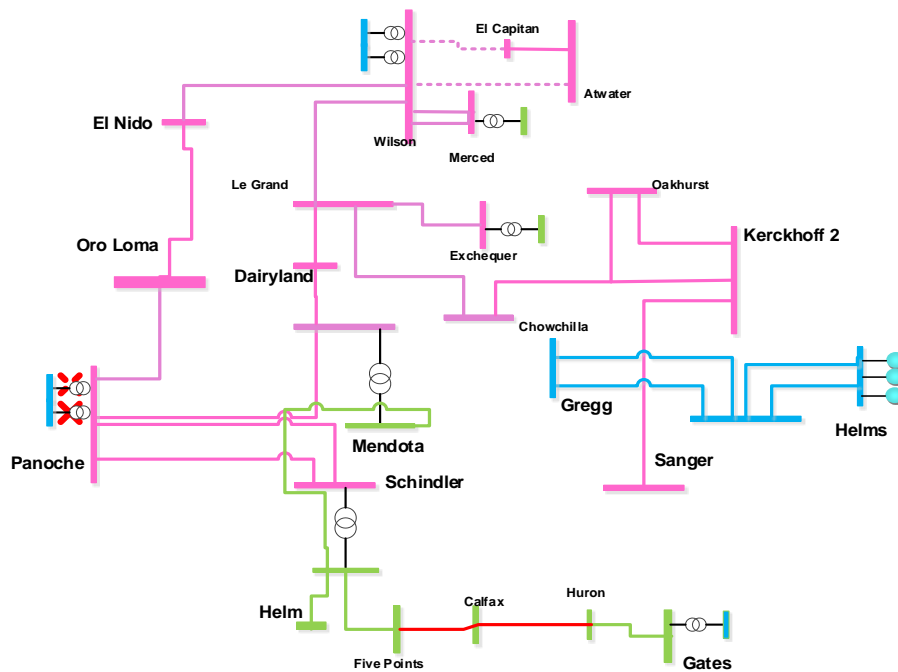 El Capitan
Atwater
El Nido
Wilson
Merced
Le Grand
Oakhurst
Oro Loma
Kerckhoff 2
Exchequer
Dairyland
Chowchilla
Gregg
Helms
Mendota
Panoche
Sanger
Schindler
Calfax
Huron
Helm
Five Points
Gates